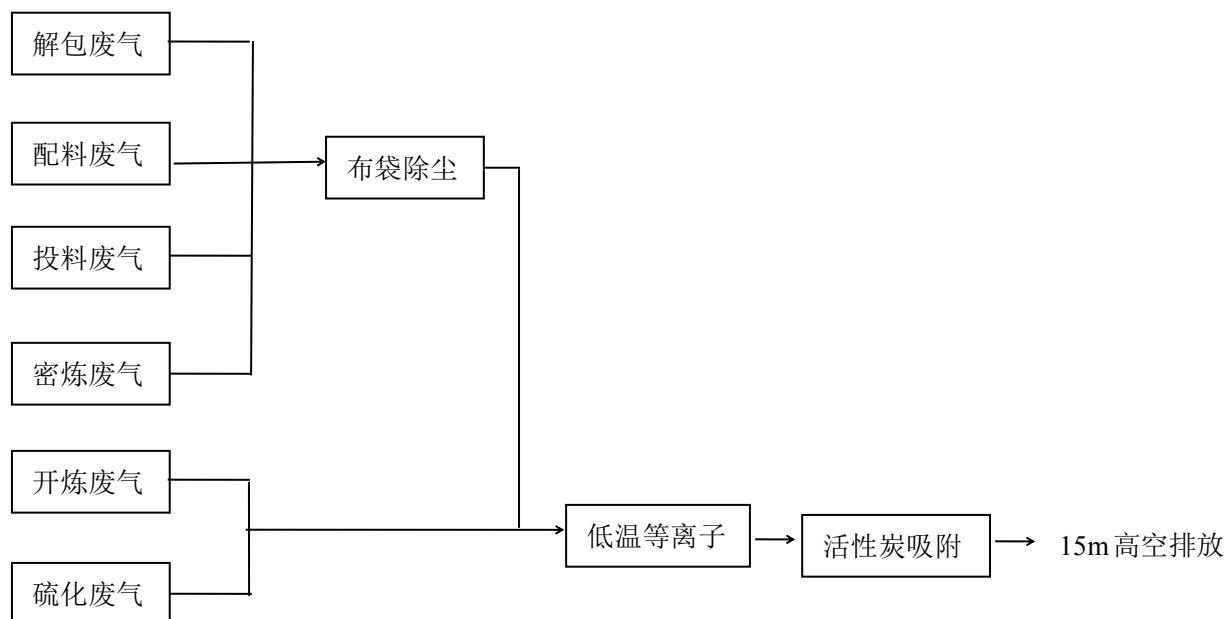 解包废气
配料废气
布袋除尘
投料废气
密炼废气
开炼废气
低温等离子
活性炭吸附
15m高空排放
硫化废气